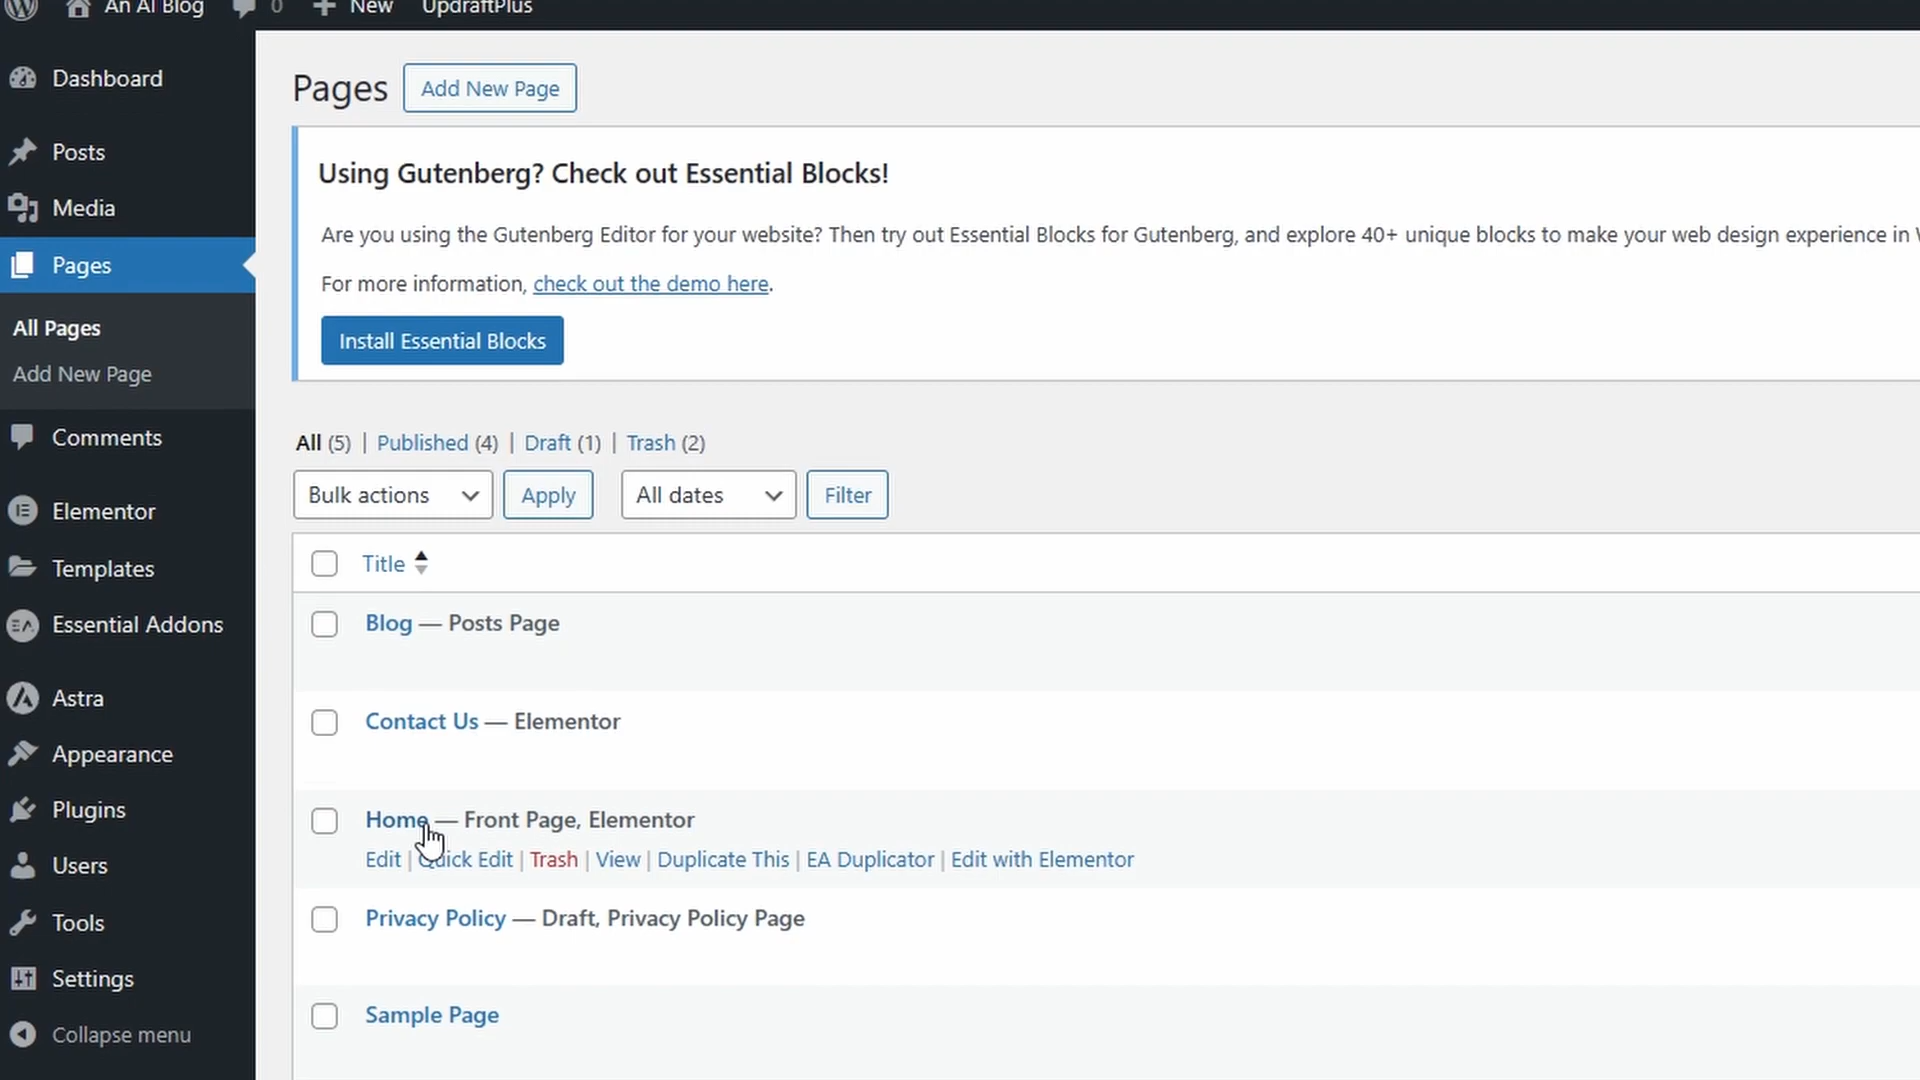 An AI Blog 0 New UpdraftPlus
Dashboard
Posts
Media
Pages
All Pages
Add New Page
Comments
Elementor
Templates
Essential Addons
Astra
Appearance
Plugins
Users
Tools
Settings
Collapse menu
Pages Add New Page
Using Gutenberg? Check out Essential Blocks!
Are you using the Gutenberg Editor for your website? Then try out Essential Blocks for Gutenberg, and explore 40+ unique blocks to make your web design experience in
For more information, check out the demo here.
Install Essential Blocks
All (5) | Published (4) | Draft (1) | Trash (2)
Bulk actions Apply All dates Filter
Title
Blog — Posts Page
Contact Us — Elementor
Home — Front Page, Elementor
Edit | Quick Edit | Trash | View | Duplicate This | EA Duplicator | Edit with Elementor
Privacy Policy — Draft, Privacy Policy Page
Sample Page